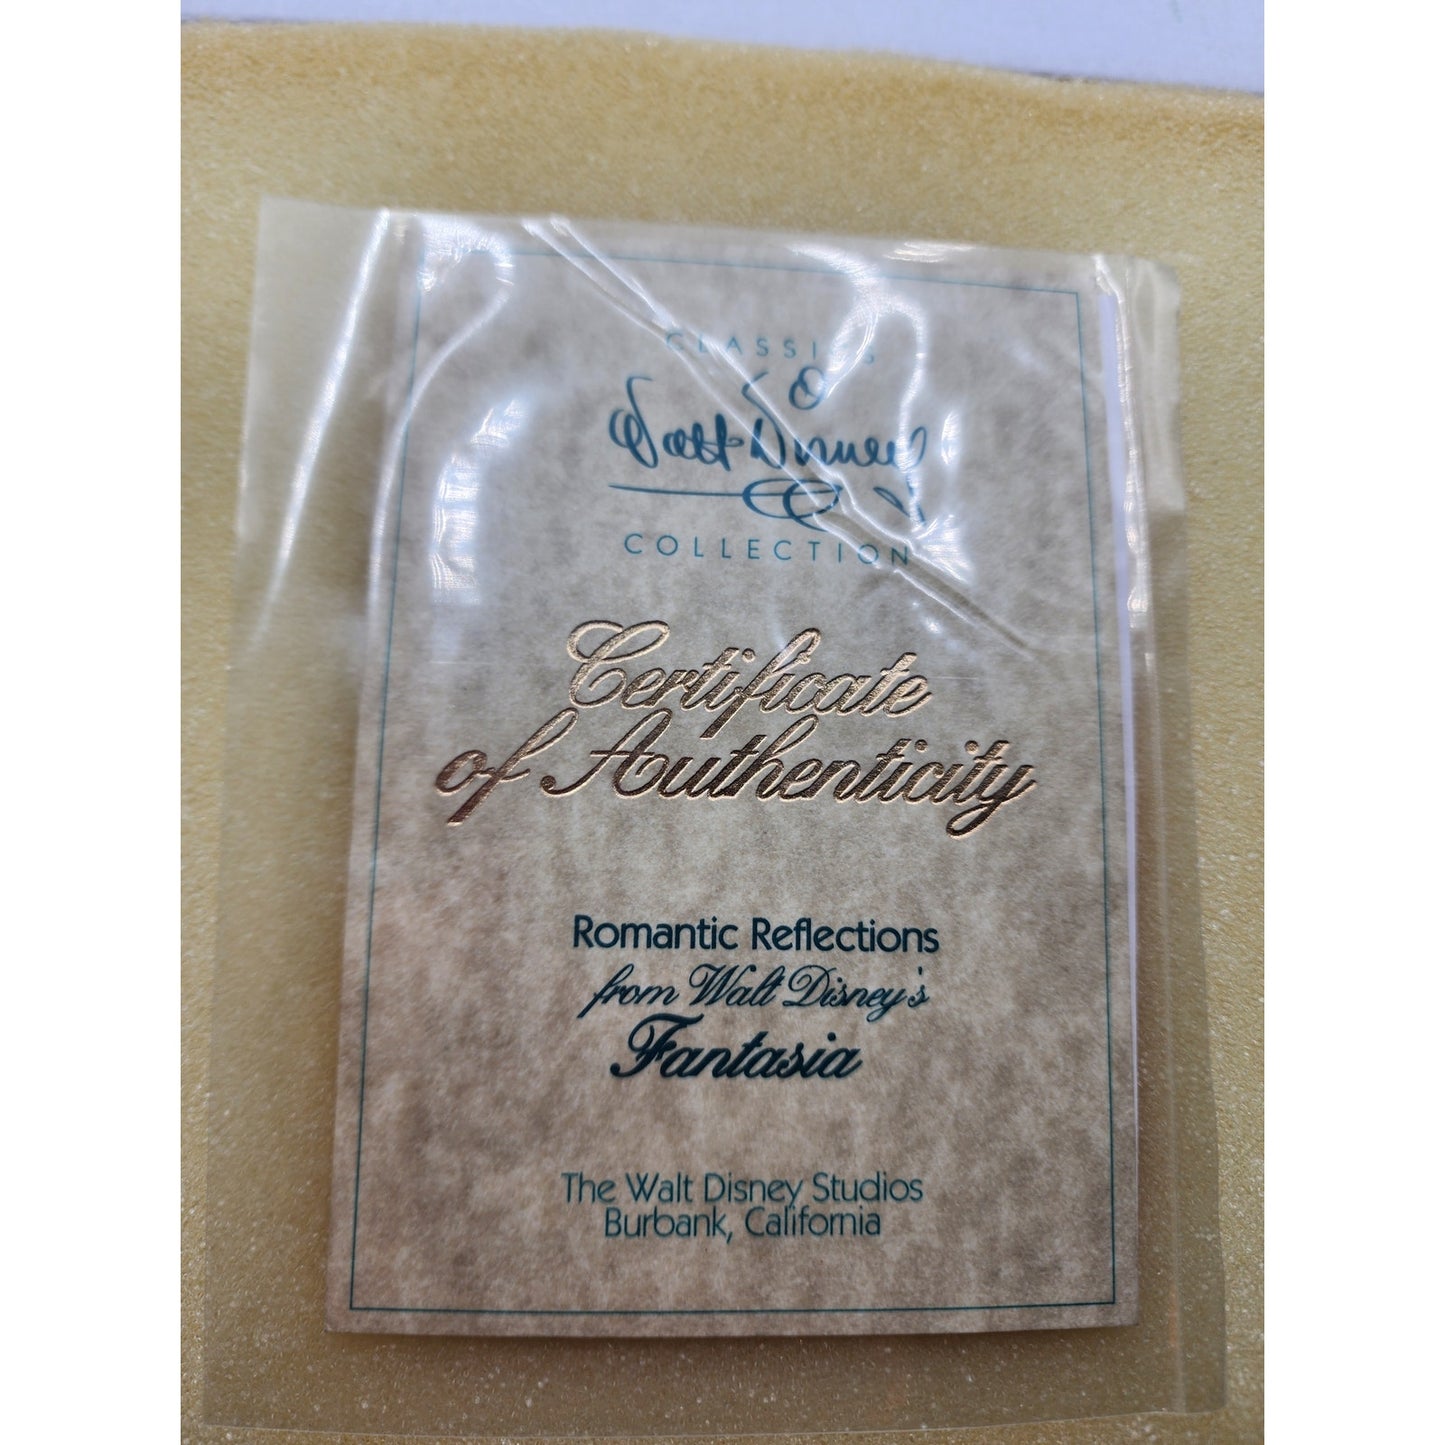 CLASSICS
Walt Disney
COLLECTION
Certificate
of Authenticity
Romantic Reflections
from Walt Disney's
Fantasia
The Walt Disney Studios
Burbank, California